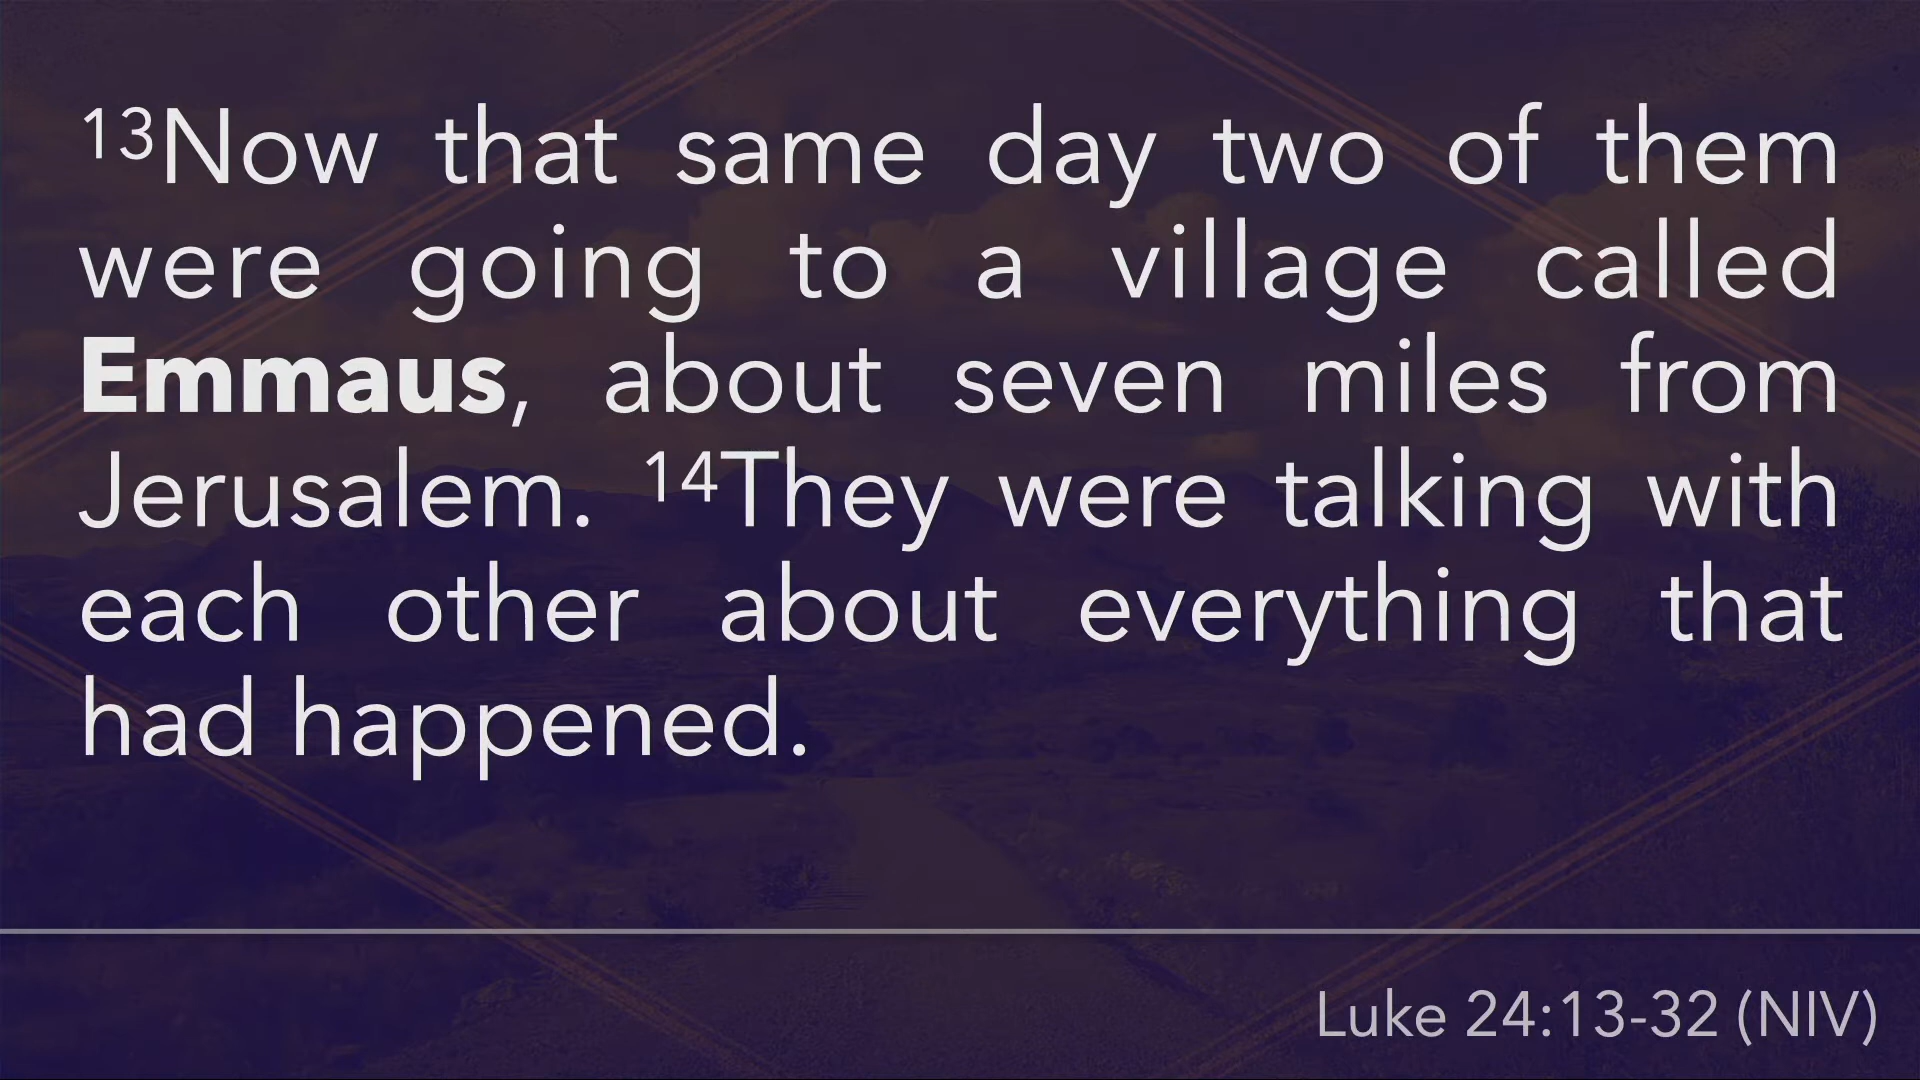 ¹³Now that same day two of them
were going to a village called
Emmaus, about seven miles from
Jerusalem. ¹⁴They were talking with
each other about everything that
had happened.
Luke 24:13-32 (NIV)